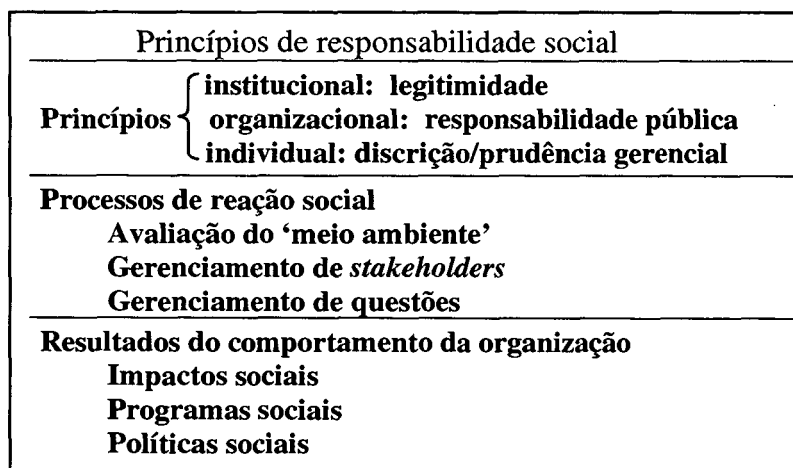 Princípios de responsabilidade social
institucional: legitimidade
Princípios organizacional: responsabilidade pública
individual: discrição/prudência gerencial
Processos de reação social
Avaliação do ‘meio ambiente’
Gerenciamento de stakeholders
Gerenciamento de questões
Resultados do comportamento da organização
Impactos sociais
Programas sociais
Políticas sociais